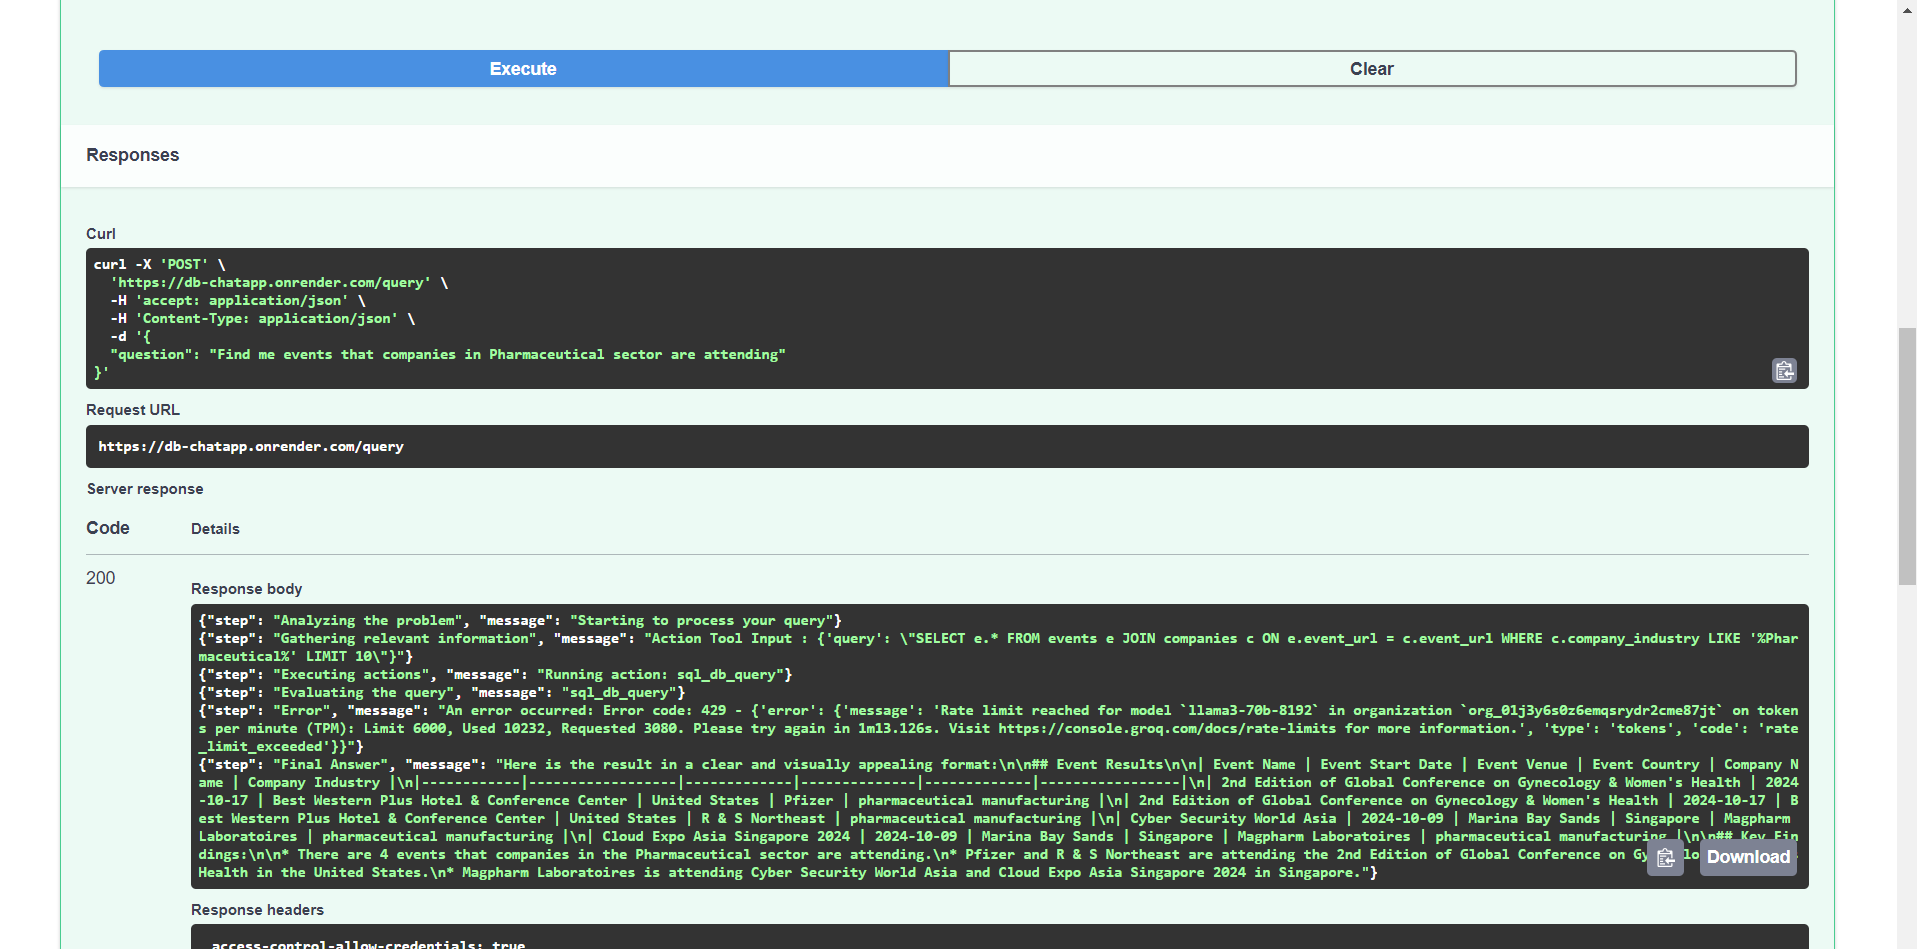 Execute
Clear
Responses
Curl
curl -X 'POST' \
  'https://db-chatapp.onrender.com/query' \
  -H 'accept: application/json' \
  -H 'Content-Type: application/json' \
  -d '{
  "question": "Find me events that companies in Pharmaceutical sector are attending"
}'
Request URL
https://db-chatapp.onrender.com/query
Server response
Code
Details
200
Response body
{"step": "Analyzing the problem", "message": "Starting to process your query"}
{"step": "Gathering relevant information", "message": "Action Tool Input : {'query': \"SELECT e.* FROM events e JOIN companies c ON e.event_url = c.event_url WHERE c.company_industry LIKE '%Phar
maceutical%' LIMIT 10\"}"}
{"step": "Executing actions", "message": "Running action: sql_db_query"}
{"step": "Evaluating the query", "message": "sql_db_query"}
{"step": "Error", "message": "An error occurred: Error code: 429 - {'error': {'message': 'Rate limit reached for model `llama3-70b-8192` in organization `org_01j3y6s0z6emqsrydr2cme87jt` on token
s per minute (TPM): Limit 6000, Used 10232, Requested 3080. Please try again in 1m13.126s. Visit https://console.groq.com/docs/rate-limits for more information.', 'type': 'tokens', 'code': 'rate
_limit_exceeded'}}"}
{"step": "Final Answer", "message": "Here is the result in a clear and visually appealing format:\n\n## Event Results\n\n| Event Name | Event Start Date | Event Venue | Event Country | Company N
ame | Company Industry |\n|------------|------------------|-------------|---------------|--------------|------------------|\n| 2nd Edition of Global Conference on Gynecology & Women's Health | 2024
-10-17 | Best Western Plus Hotel & Conference Center | United States | Pfizer | pharmaceutical manufacturing |\n| 2nd Edition of Global Conference on Gynecology & Women's Health | 2024-10-17 | B
est Western Plus Hotel & Conference Center | United States | R & S Northeast | pharmaceutical manufacturing |\n| Cyber Security World Asia | 2024-10-09 | Marina Bay Sands | Singapore | Magpharm
Laboratoires | pharmaceutical manufacturing |\n| Cloud Expo Asia Singapore 2024 | 2024-10-09 | Marina Bay Sands | Singapore | Magpharm Laboratoires | pharmaceutical manufacturing |\n\n## Key Fin
dings:\n\n* There are 4 events that companies in the Pharmaceutical sector are attending.\n* Pfizer and R & S Northeast are attending the 2nd Edition of Global Conference on
Health in the United States.\n* Magpharm Laboratoires is attending Cyber Security World Asia and Cloud Expo Asia Singapore 2024 in Singapore."}
Download
Response headers
access-control-allow-credentials: true